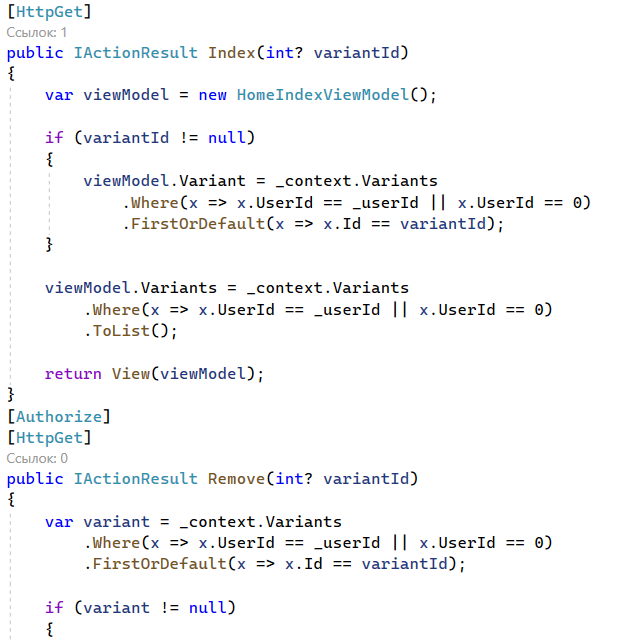 [HttpGet]
Ссылок: 1
public IActionResult Index(int? variantId)
{
    var viewModel = new HomeIndexViewModel();

    if (variantId != null)
    {
        viewModel.Variant = _context.Variants
            .Where(x => x.UserId == _userId || x.UserId == 0)
            .FirstOrDefault(x => x.Id == variantId);
    }

    viewModel.Variants = _context.Variants
        .Where(x => x.UserId == _userId || x.UserId == 0)
        .ToList();

    return View(viewModel);
}
[Authorize]
[HttpGet]
Ссылок: 0
public IActionResult Remove(int? variantId)
{
    var variant = _context.Variants
        .Where(x => x.UserId == _userId || x.UserId == 0)
        .FirstOrDefault(x => x.Id == variantId);

    if (variant != null)
    {